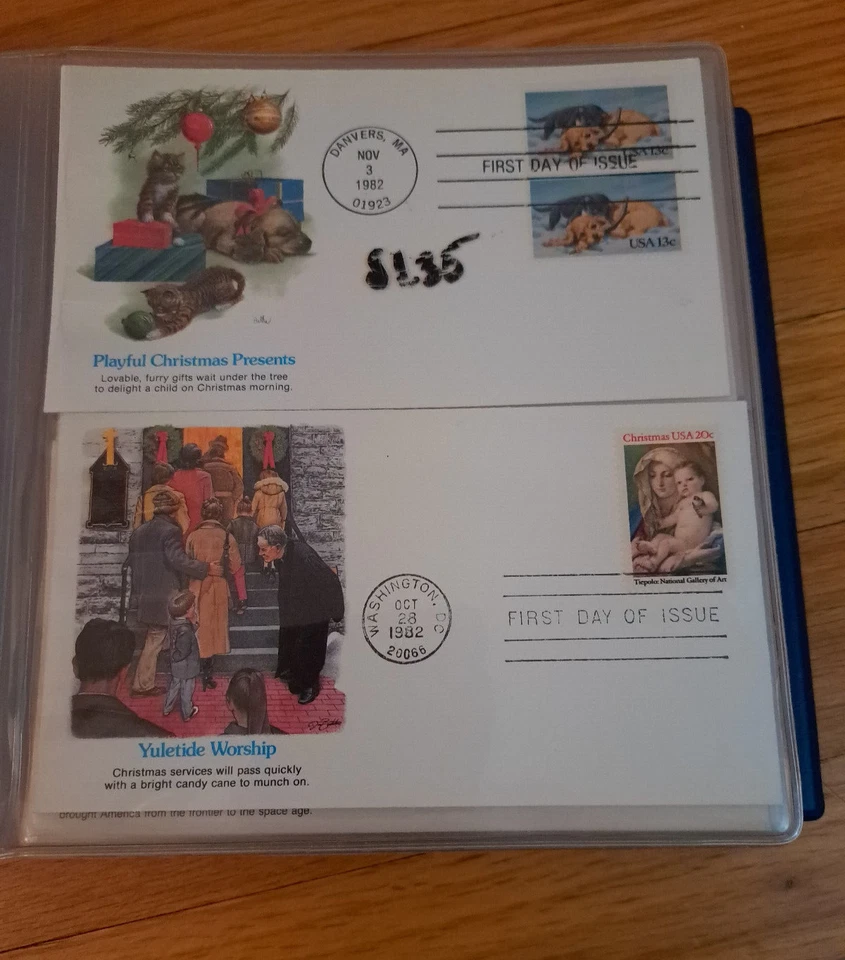 DANVERS, MA
NOV
3
1982
01923
FIRST DAY OF ISSUE
USA 13c
USA 13c
$1.35
Playful Christmas Presents
Lovable, furry gifts wait under the tree
to delight a child on Christmas morning.
Christmas USA 20c
Tiepolo: National Gallery of Art
WASHINGTON, DC
OCT
28
1982
20066
FIRST DAY OF ISSUE
Yuletide Worship
Christmas services will pass quickly
with a bright candy cane to munch on.
brought America from the frontier to the space age.